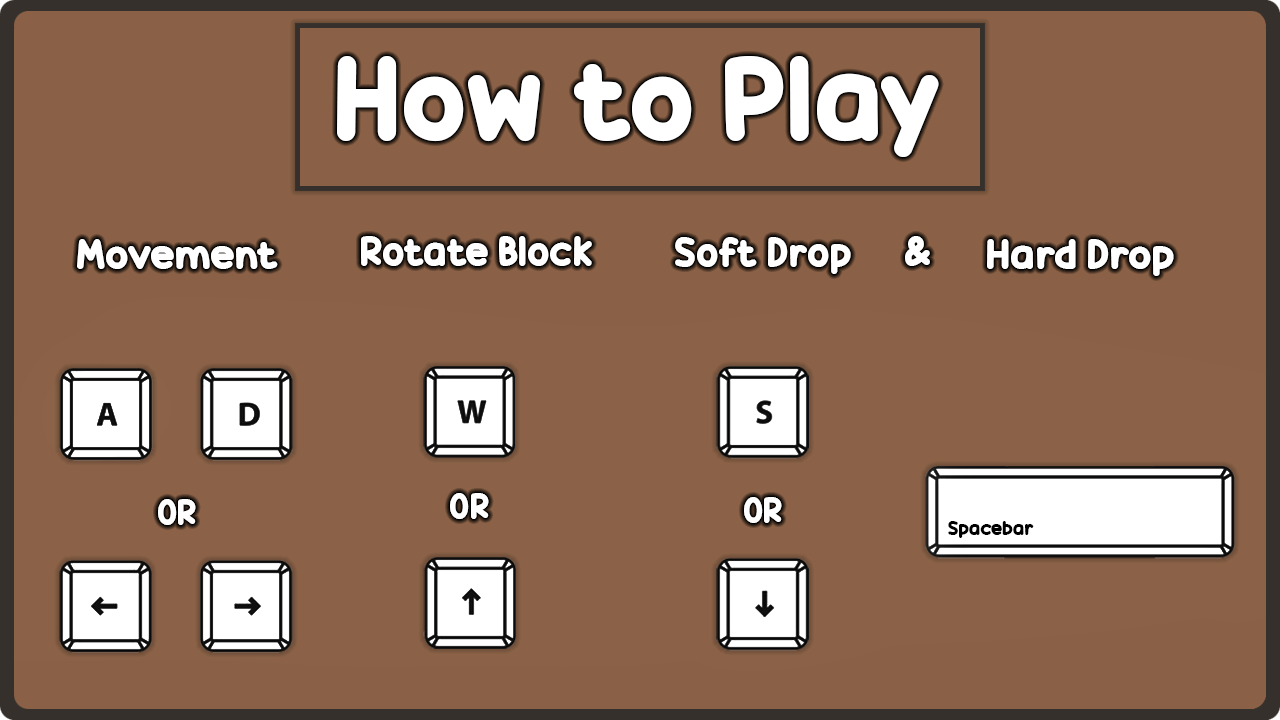 How to Play
Movement Rotate Block Soft Drop & Hard Drop
A D W S
OR OR OR
Spacebar
← → ↑ ↓